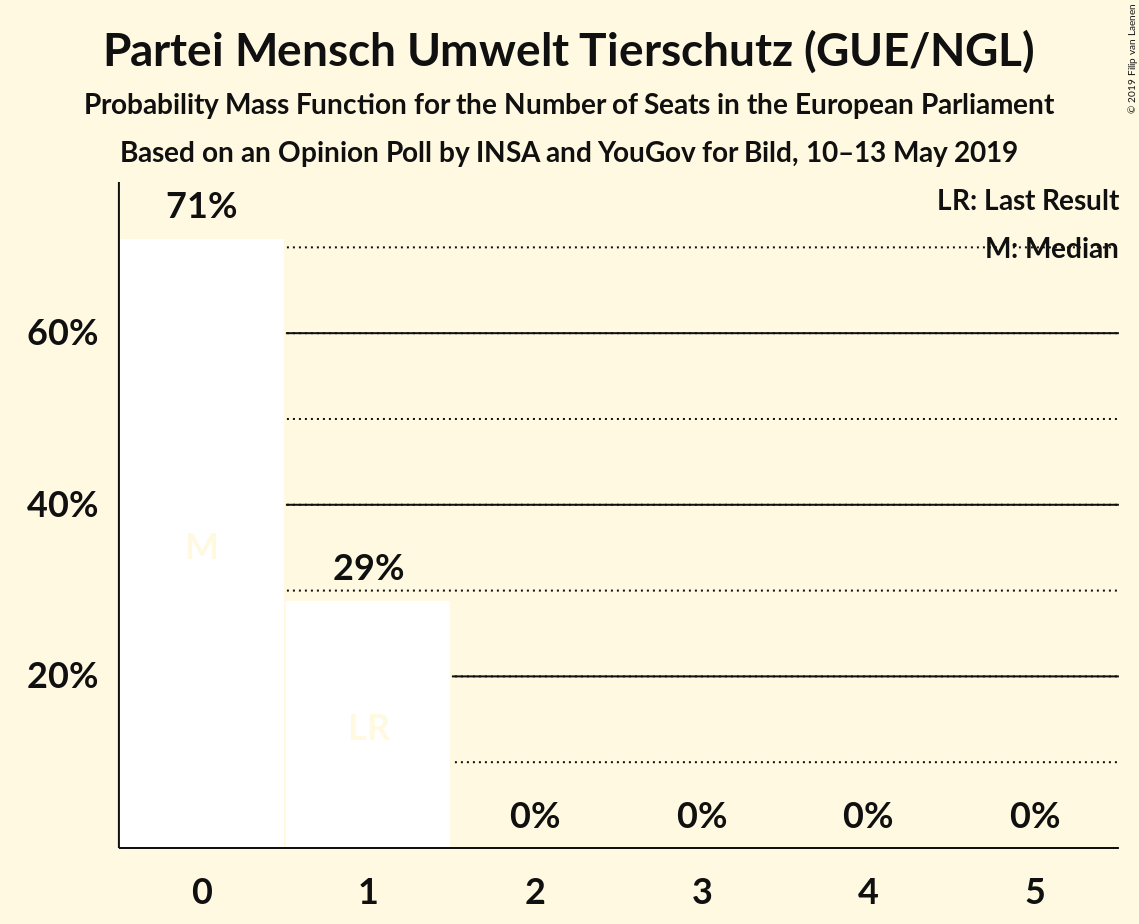 Partei Mensch Umwelt Tierschutz (GUE/NGL)
Probability Mass Function for the Number of Seats in the European Parliament
Based on an Opinion Poll by INSA and YouGov for Bild, 10–13 May 2019
© 2019 Filip van Laenen
LR: Last Result
M: Median
71%
60%
40%
M
29%
20%
LR
0% 0% 0% 0%
0 1 2 3 4 5